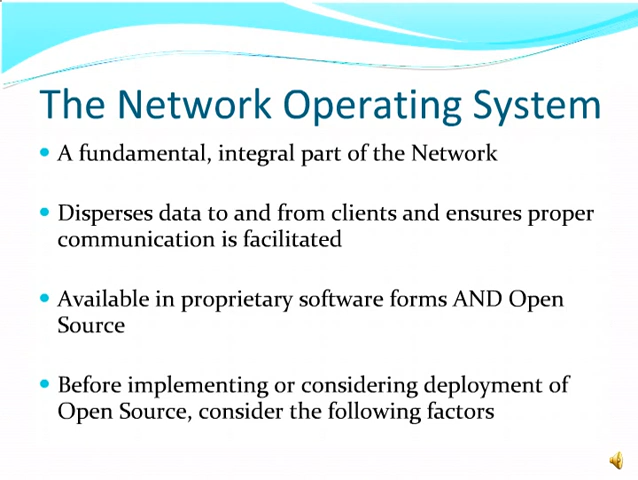 The Network Operating System
• A fundamental, integral part of the Network
• Disperses data to and from clients and ensures proper
communication is facilitated
• Available in proprietary software forms AND Open
Source
• Before implementing or considering deployment of
Open Source, consider the following factors